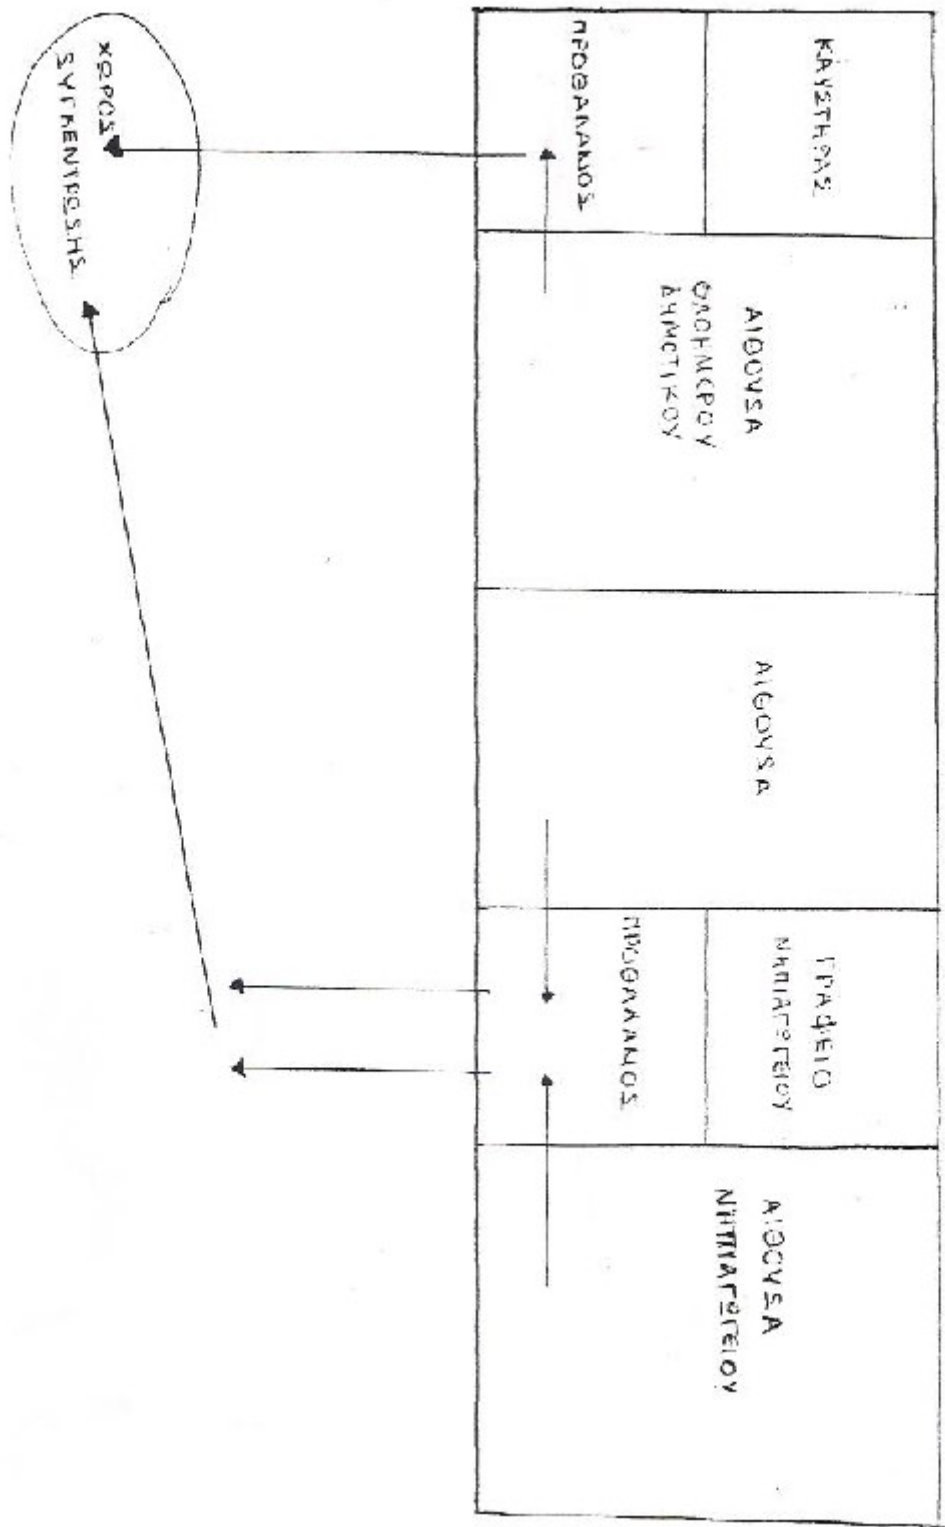 ΚΑΥΣΤΗΡΑΣ
ΠΡΟΘΑΛΑΜΟΣ
ΑΙΘΟΥΣΑ
ΟΛΟΗΜΕΡΟΥ
ΔΗΜΟΤΙΚΟΥ
ΑΙΘΟΥΣΑ
ΓΡΑΦΕΙΟ
ΝΗΠΙΑΓΩΓΕΙΟΥ
ΠΡΟΘΑΛΑΜΟΣ
ΑΙΘΟΥΣΑ
ΝΗΠΙΑΓΩΓΕΙΟΥ
ΧΩΡΟΣ
ΣΥΓΚΕΝΤΡΩΣΗΣ